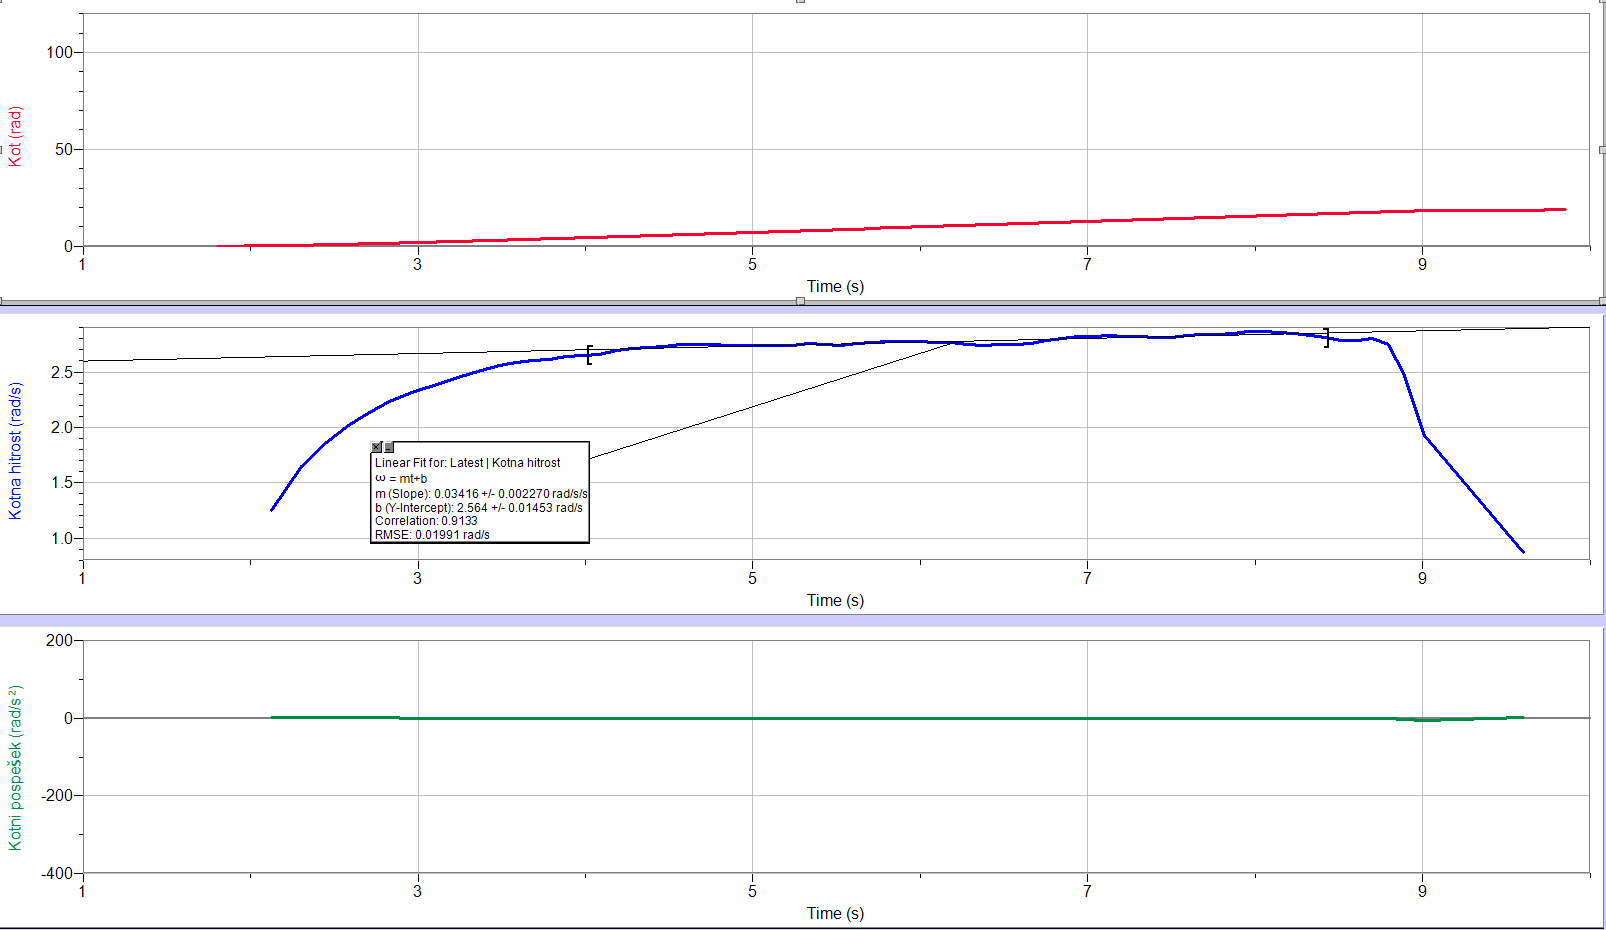 Kot (rad)
100
50
0
1
3
5
7
9
Time (s)
Kotna hitrost (rad/s)
2.5
2.0
1.5
1.0
Linear Fit for: Latest | Kotna hitrost
ω = mt+b
m (Slope): 0.03416 +/- 0.002270 rad/s/s
b (Y-Intercept): 2.564 +/- 0.01453 rad/s
Correlation: 0.9133
RMSE: 0.01991 rad/s
1
3
5
7
9
Time (s)
Kotni pospešek (rad/s²)
200
0
-200
-400
1
3
5
7
9
Time (s)